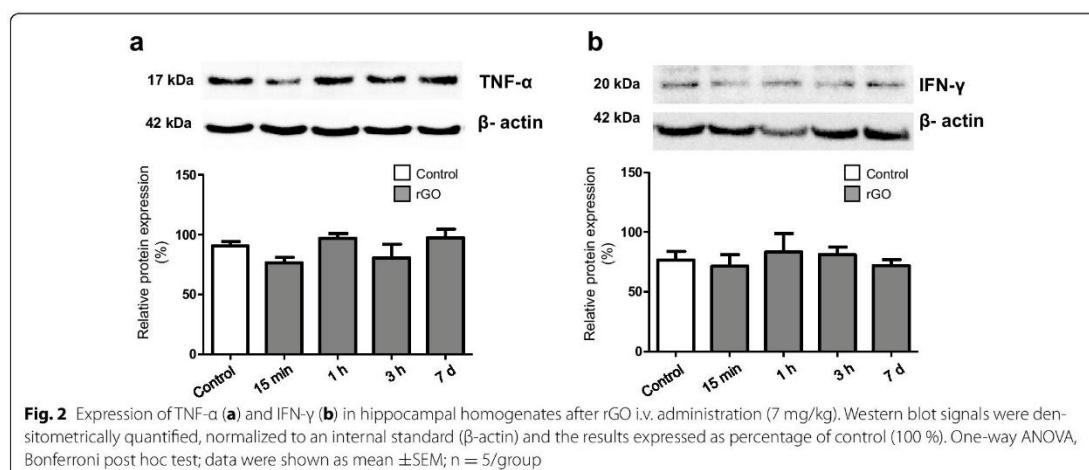 a
17 kDa TNF-α
42 kDa β- actin
Relative protein expression
(%)
150
100
50
0
Control
rGO
Control 15 min 1 h 3 h 7 d
b
20 kDa IFN-γ
42 kDa β- actin
Relative protein expression
(%)
150
100
50
0
Control
rGO
Control 15 min 1 h 3 h 7 d
Fig. 2 Expression of TNF-α (a) and IFN-γ (b) in hippocampal homogenates after rGO i.v. administration (7 mg/kg). Western blot signals were den-
sitometrically quantified, normalized to an internal standard (β-actin) and the results expressed as percentage of control (100 %). One-way ANOVA,
Bonferroni post hoc test; data were shown as mean ±SEM; n = 5/group